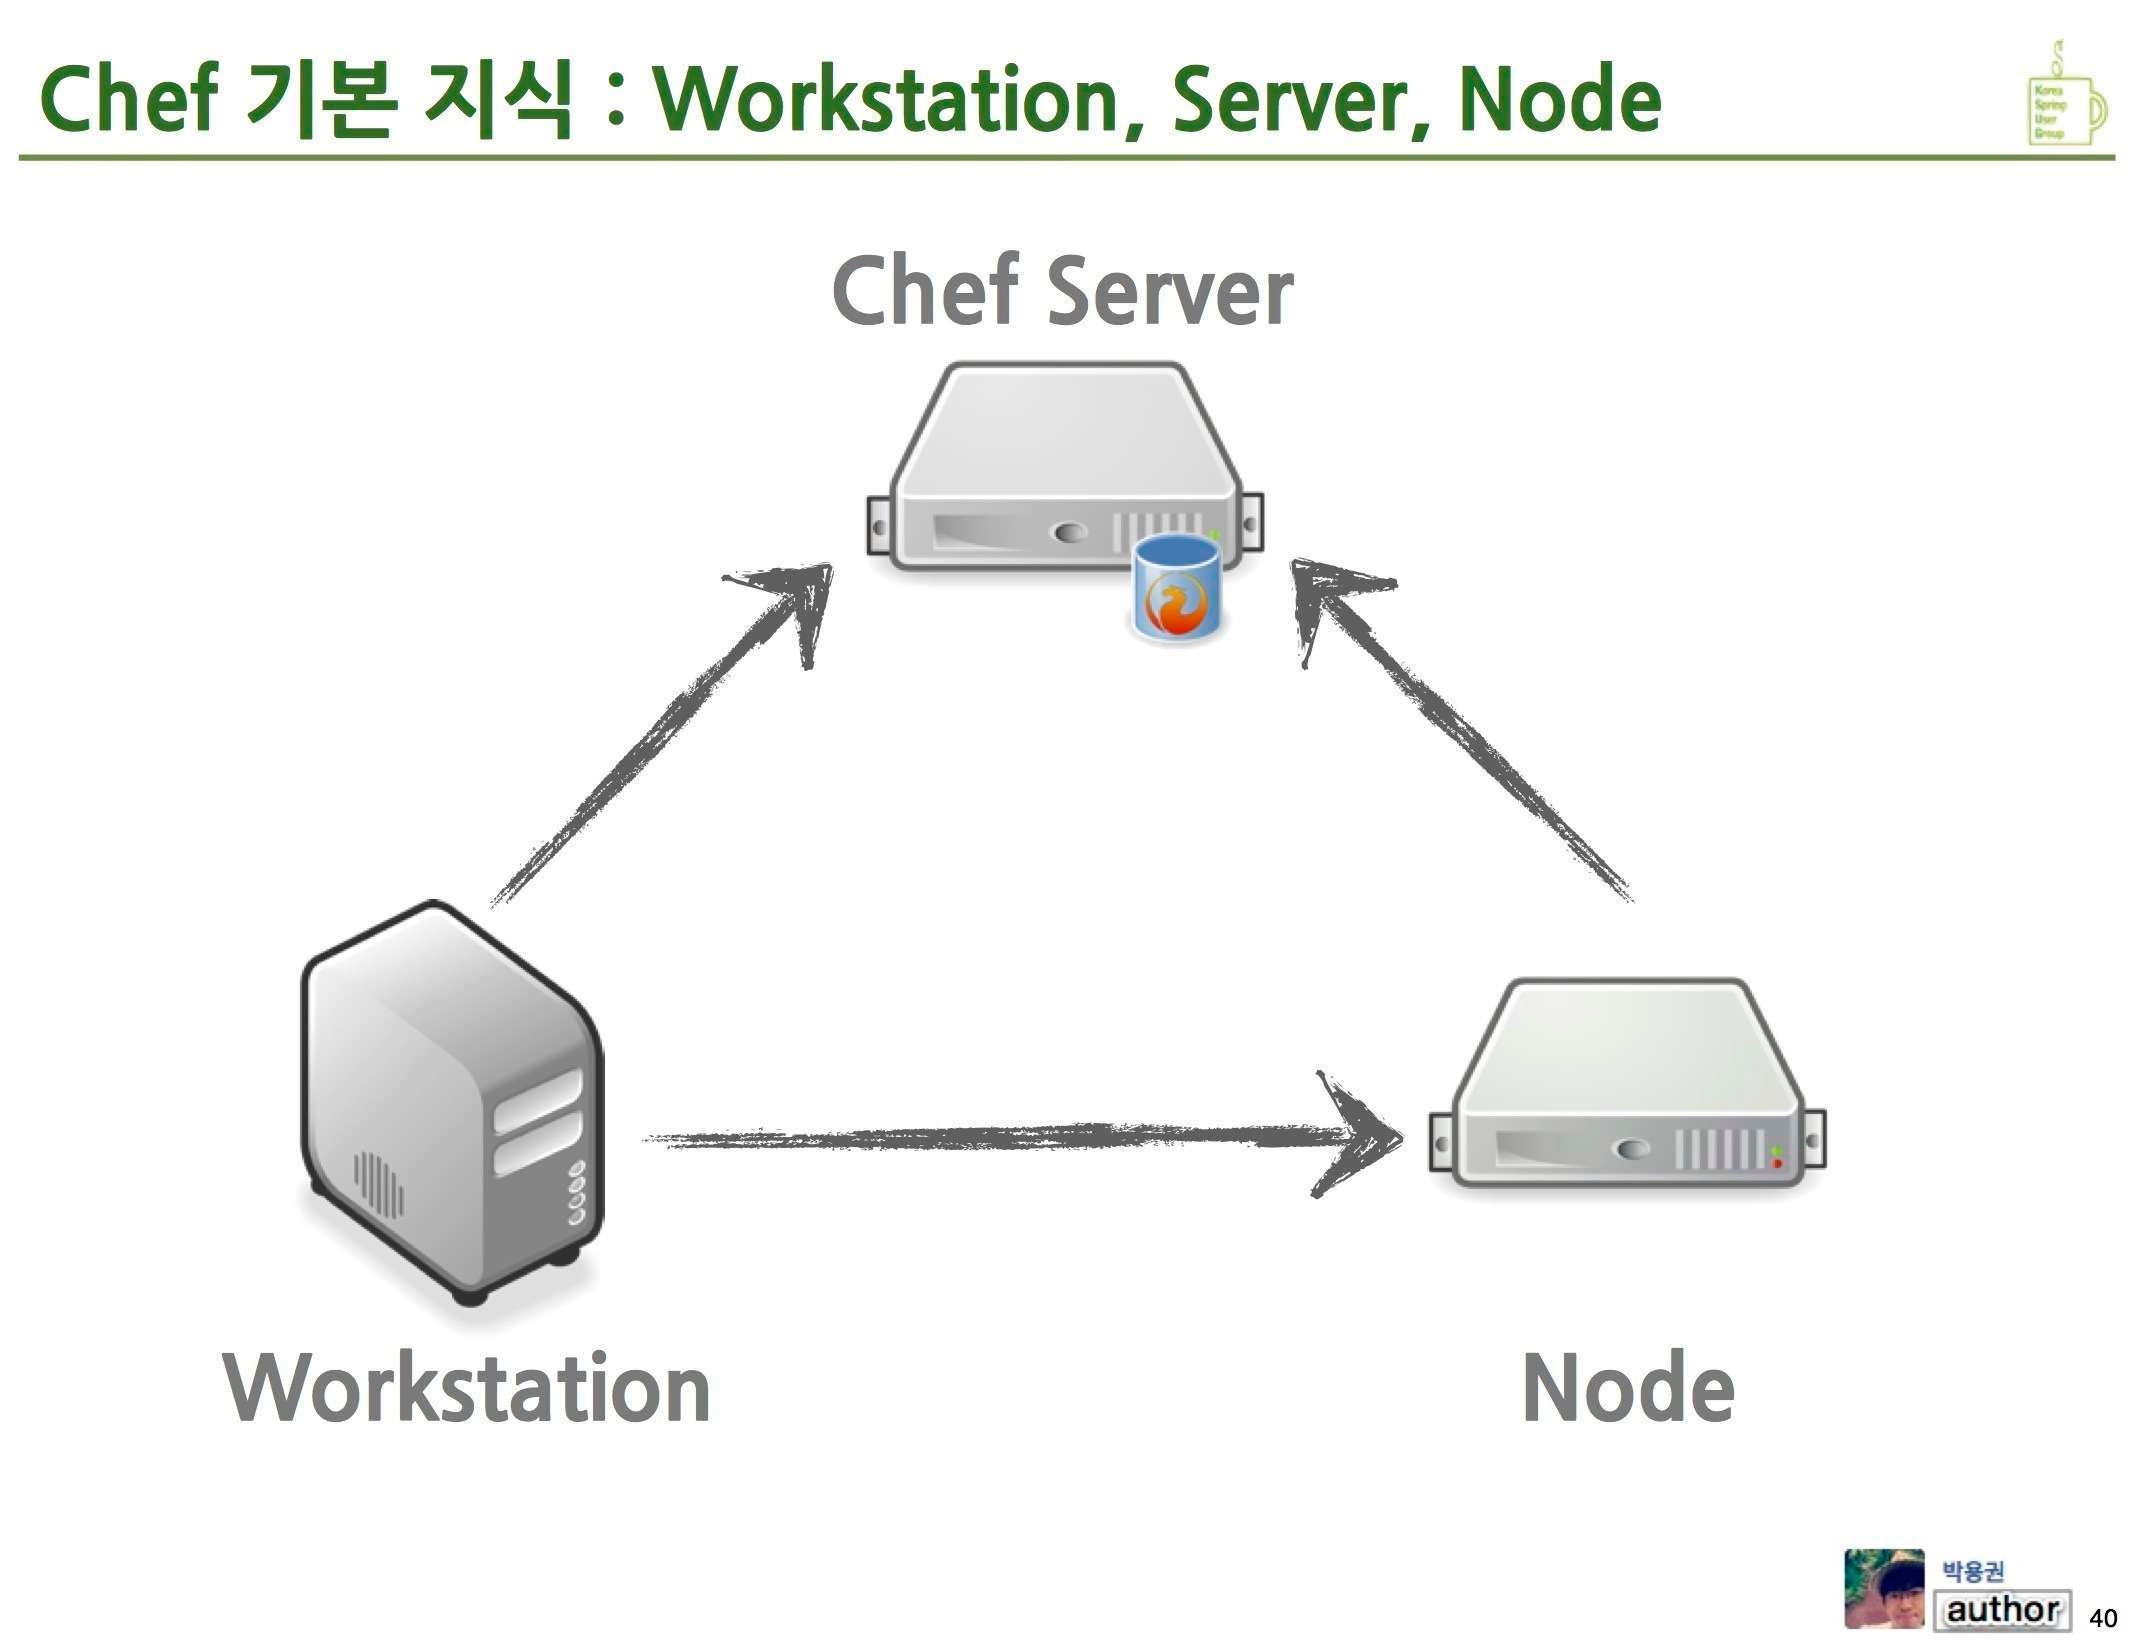 Chef 기본 지식 : Workstation, Server, Node
Korea
Spring
User
Group
Chef Server
Workstation
Node
박용권
author
40